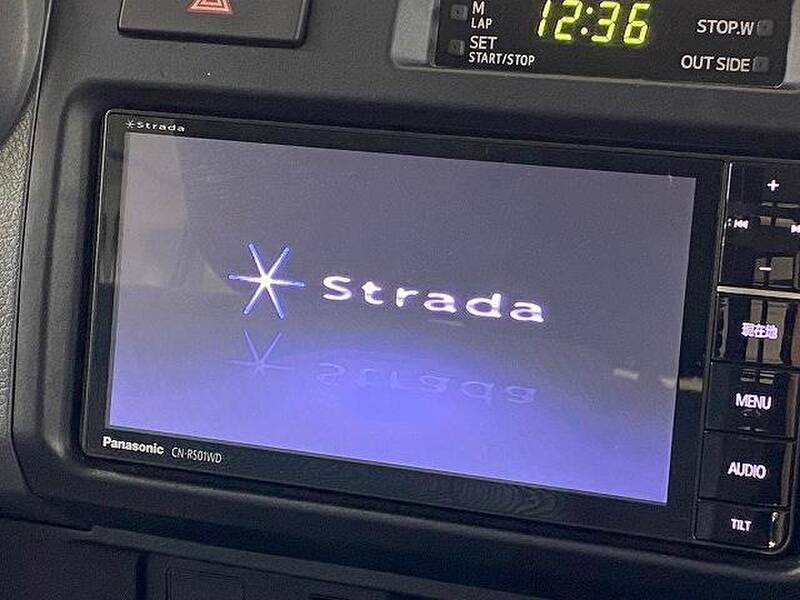 M
LAP
12:36
STOP.W
SET
START/STOP
OUT SIDE
Strada
+
Strada
−
現在地
MENU
Panasonic CN-R501WD
AUDIO
TILT